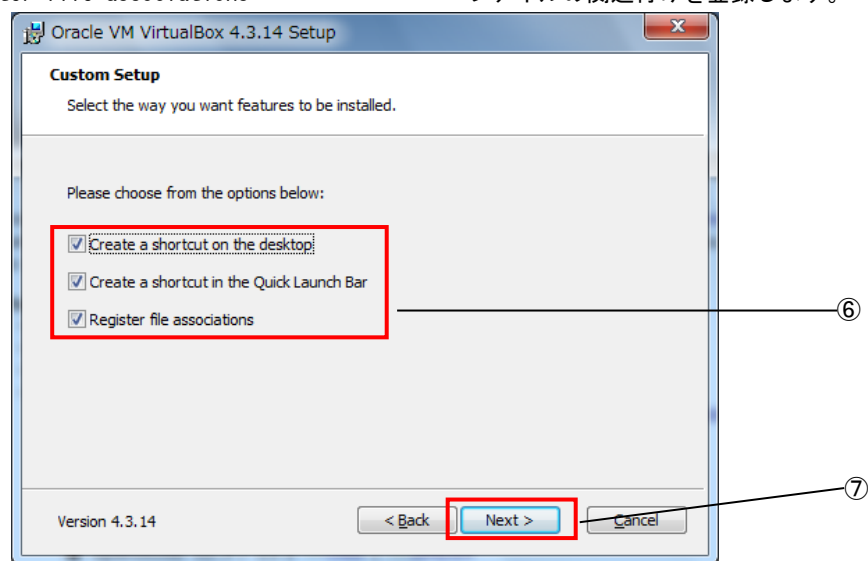 Oracle VM VirtualBox 4.3.14 Setup
Custom Setup
Select the way you want features to be installed.
Please choose from the options below:
Create a shortcut on the desktop
Create a shortcut in the Quick Launch Bar
Register file associations
⑥
⑦
Version 4.3.14
< Back
Next >
Cancel